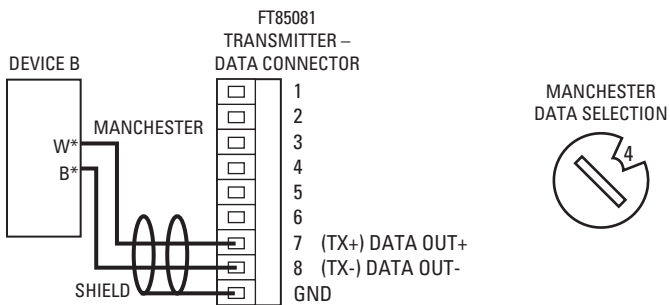 FT85081
TRANSMITTER –
DATA CONNECTOR
DEVICE B
MANCHESTER
W*
B*
SHIELD
1
2
3
4
5
6
7 (TX+) DATA OUT+
8 (TX-) DATA OUT-
GND
MANCHESTER
DATA SELECTION
4